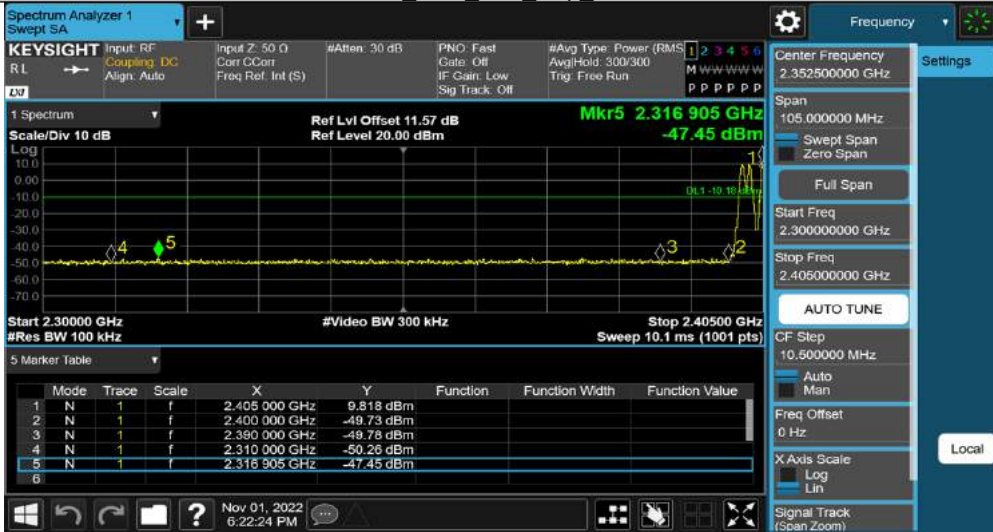 Spectrum Analyzer 1
Swept SA
+
Frequency
KEYSIGHT
RL
Input: RF
Coupling: DC
Align: Auto
Input Z: 50 Ω
Corr CCorr
Freq Ref: Int (S)
#Atten: 30 dB
PNO: Fast
Gate: Off
IF Gain: Low
Sig Track: Off
#Avg Type: Power (RMS
Avg|Hold: 300/300
Trig: Free Run
1 2 3 4 5 6
M W W W W W
P P P P P P
1 Spectrum
Scale/Div 10 dB
Ref Lvl Offset 11.57 dB
Ref Level 20.00 dBm
Mkr5 2.316 905 GHz
-47.45 dBm
Log
10.0
0.00
-10.0
-20.0
-30.0
-40.0
-50.0
-60.0
-70.0
DL1 -10.18 dBm
1
2
3
4
5
Start 2.30000 GHz
#Res BW 100 kHz
#Video BW 300 kHz
Stop 2.40500 GHz
Sweep 10.1 ms (1001 pts)
5 Marker Table
Mode Trace Scale X Y Function Function Width Function Value
1 N 1 f 2.405 000 GHz 9.818 dBm
2 N 1 f 2.400 000 GHz -49.73 dBm
3 N 1 f 2.390 000 GHz -49.78 dBm
4 N 1 f 2.310 000 GHz -50.26 dBm
5 N 1 f 2.316 905 GHz -47.45 dBm
6
?
Nov 01, 2022
6:22:24 PM
Center Frequency
2.352500000 GHz
Settings
Span
105.000000 MHz
Swept Span
Zero Span
Full Span
Start Freq
2.300000000 GHz
Stop Freq
2.405000000 GHz
AUTO TUNE
CF Step
10.500000 MHz
Auto
Man
Freq Offset
0 Hz
Local
X Axis Scale
Log
Lin
Signal Track
(Span Zoom)